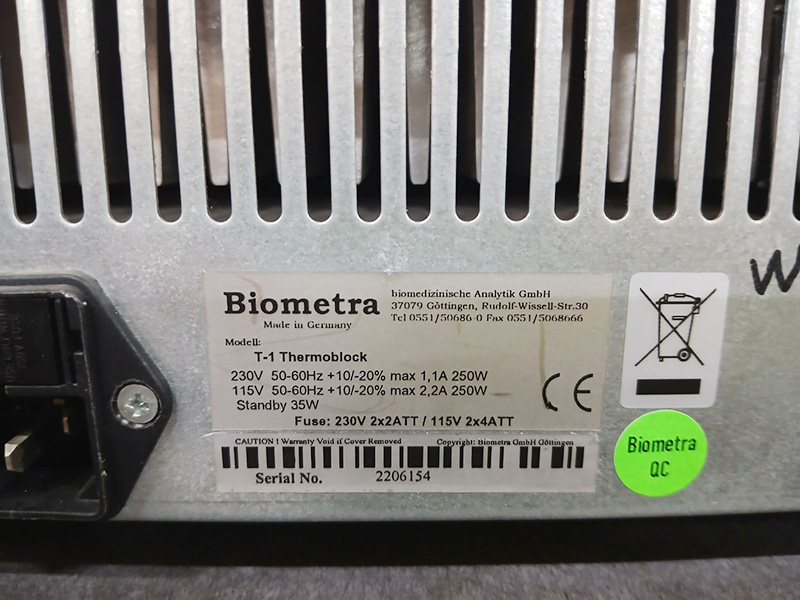 Biometra
biomedizinische Analytik GmbH
37079 Göttingen, Rudolf-Wissell-Str.30
Tel 0551/50686-0 Fax 0551/5068666
Made in Germany
Modell:
T-1 Thermoblock
230V 50-60Hz +10/-20% max 1,1A 250W
115V 50-60Hz +10/-20% max 2,2A 250W
Standby 35W
CE
Fuse: 230V 2x2ATT / 115V 2x4ATT
CAUTION ! Warranty Void if Cover Removed Copyright: Biometra GmbH Göttingen
Serial No. 2206154
Biometra
QC
W